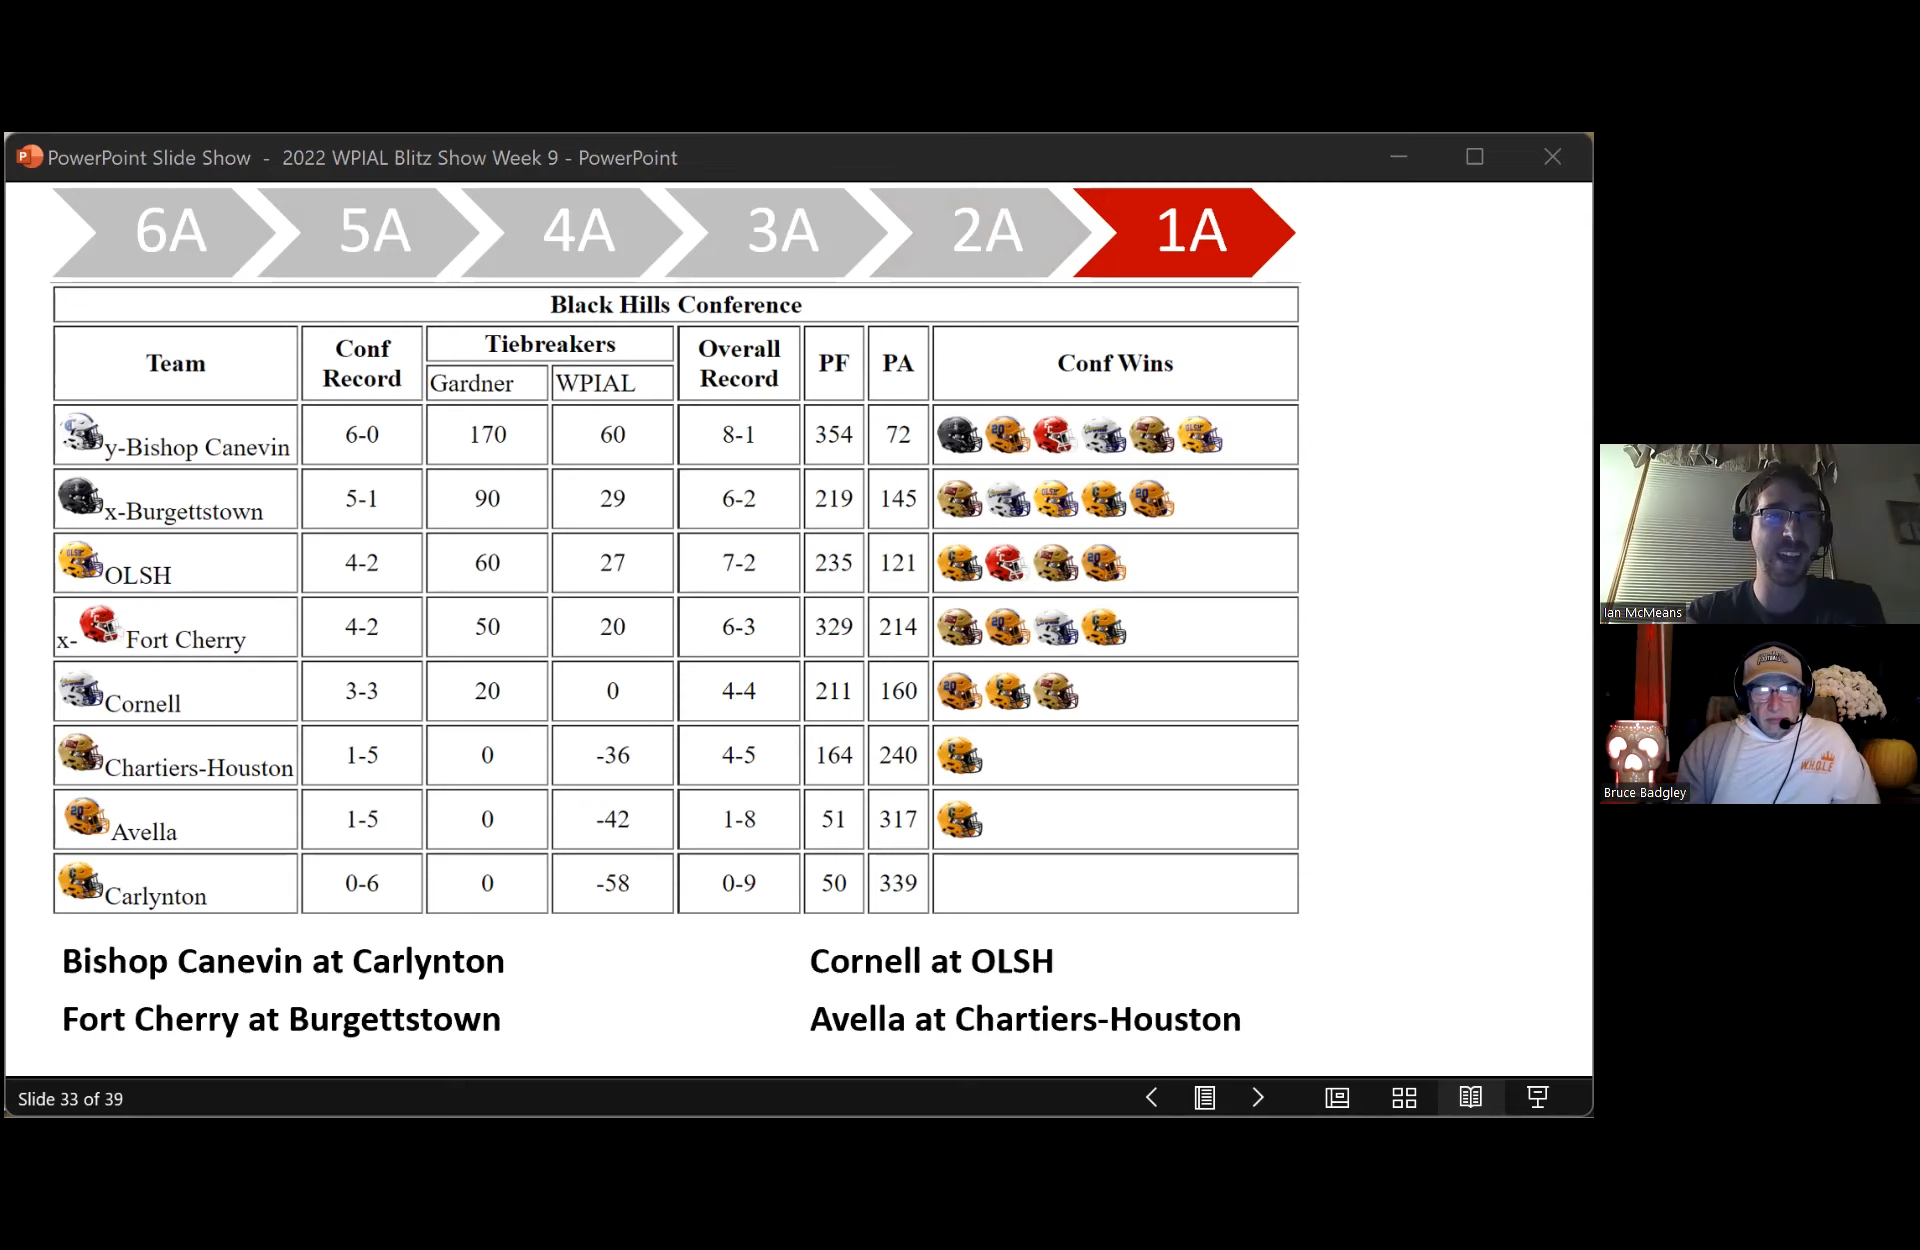 PowerPoint Slide Show - 2022 WPIAL Blitz Show Week 9 - PowerPoint
6A 5A 4A 3A 2A 1A
Black Hills Conference
Team Conf Record Tiebreakers Overall Record PF PA Conf Wins
Gardner WPIAL
y-Bishop Canevin 6-0 170 60 8-1 354 72
x-Burgettstown 5-1 90 29 6-2 219 145
OLSH 4-2 60 27 7-2 235 121
x- Fort Cherry 4-2 50 20 6-3 329 214
Cornell 3-3 20 0 4-4 211 160
Chartiers-Houston 1-5 0 -36 4-5 164 240
Avella 1-5 0 -42 1-8 51 317
Carlynton 0-6 0 -58 0-9 50 339
Bishop Canevin at Carlynton
Cornell at OLSH
Fort Cherry at Burgettstown
Avella at Chartiers-Houston
Slide 33 of 39
Ian McMeans
W.H.O.L.E
Bruce Badgley